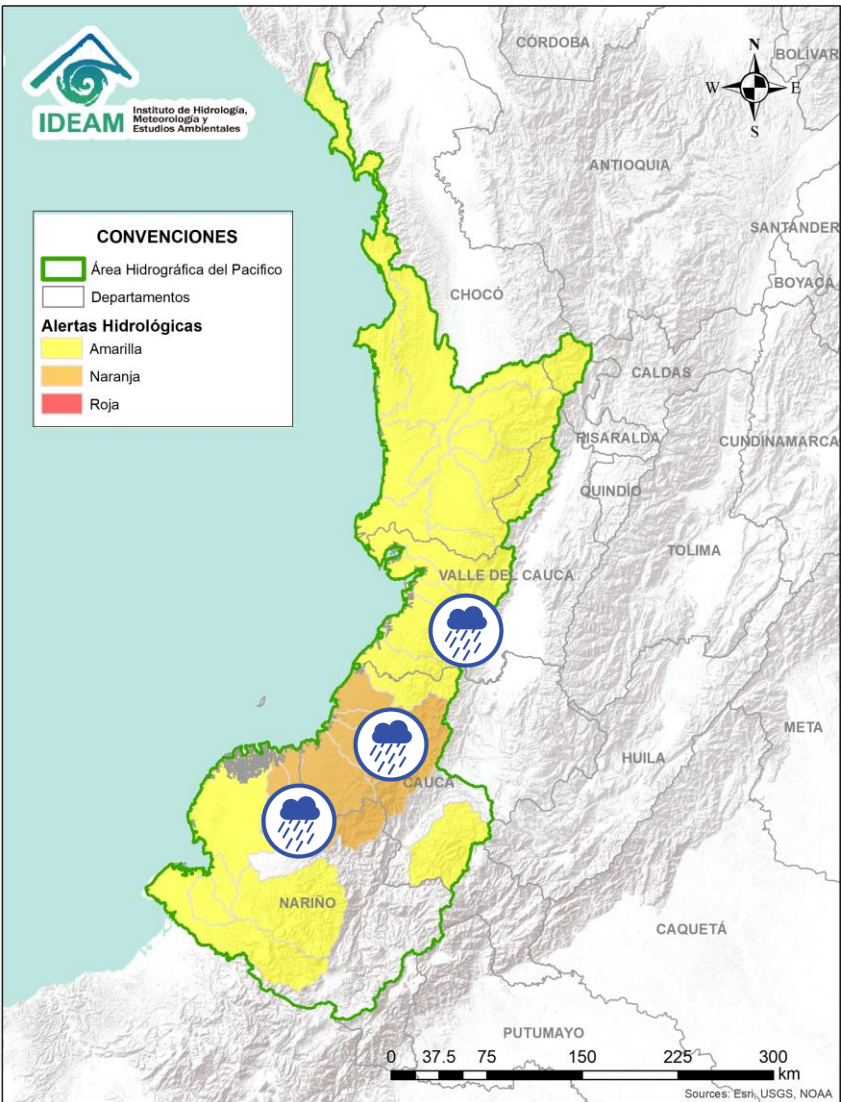 IDEAM
Instituto de Hidrología,
Meteorología y
Estudios Ambientales
CÓRDOBA
BOLÍVAR
N
W
E
S
ANTIOQUIA
SANTANDER
BOYACÁ
CONVENCIONES
Área Hidrográfica del Pacifico
Departamentos
Alertas Hidrológicas
Amarilla
Naranja
Roja
CHOCÓ
CALDAS
RISARALDA
CUNDINAMARCA
QUINDÍO
TOLIMA
VALLE DEL CAUCA
META
HUILA
CAUCA
NARIÑO
CAQUETÁ
PUTUMAYO
0 37.5 75 150 225 300
km
Sources: Esri, USGS, NOAA